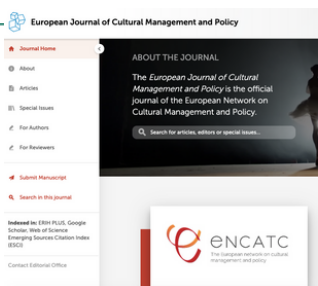 European Journal of Cultural Management and Policy
Journal Home
About
Articles
Special Issues
For Authors
For Reviewers
Submit Manuscript
Search in this journal
Indexed in: ERIH PLUS, Google
Scholar, Web of Science
Emerging Sources Citation Index
(ESCI)
Contact Editorial Office
ABOUT THE JOURNAL
The European Journal of Cultural
Management and Policy is the official
journal of the European Network on
Cultural Management and Policy.
Search for articles, editors or special issues...
encatc
The European network on cultural
management and policy